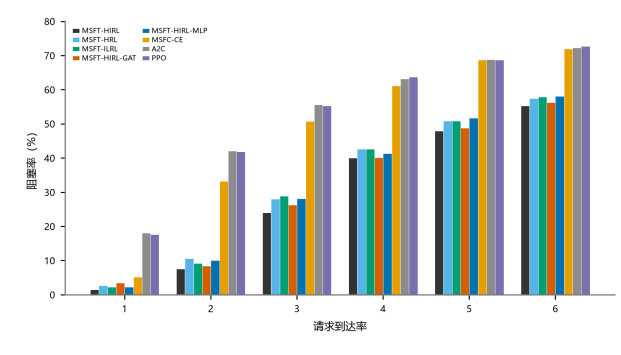 80
70
60
50
40
30
20
10
0
阻塞率（%）
MSFT-HIRL
MSFT-HRL
MSFT-ILRL
MSFT-HIRL-GAT
MSFT-HIRL-MLP
MSFC-CE
A2C
PPO
1 2 3 4 5 6
请求到达率